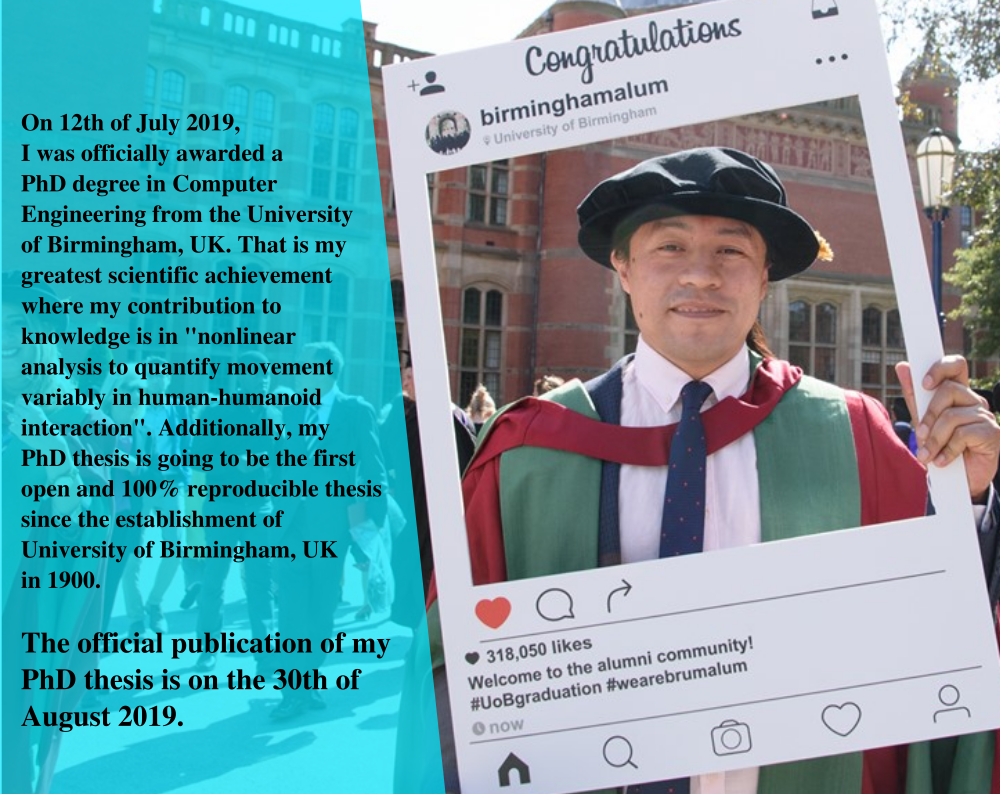 On 12th of July 2019,
I was officially awarded a
PhD degree in Computer
Engineering from the University
of Birmingham, UK. That is my
greatest scientific achievement
where my contribution to
knowledge is in "nonlinear
analysis to quantify movement
variably in human-humanoid
interaction". Additionally, my
PhD thesis is going to be the first
open and 100% reproducible thesis
since the establishment of
University of Birmingham, UK
in 1900.
The official publication of my
PhD thesis is on the 30th of
August 2019.
Congratulations
birminghamalum
University of Birmingham
318,050 likes
Welcome to the alumni community!
#UoBgraduation #wearebrumalum
now